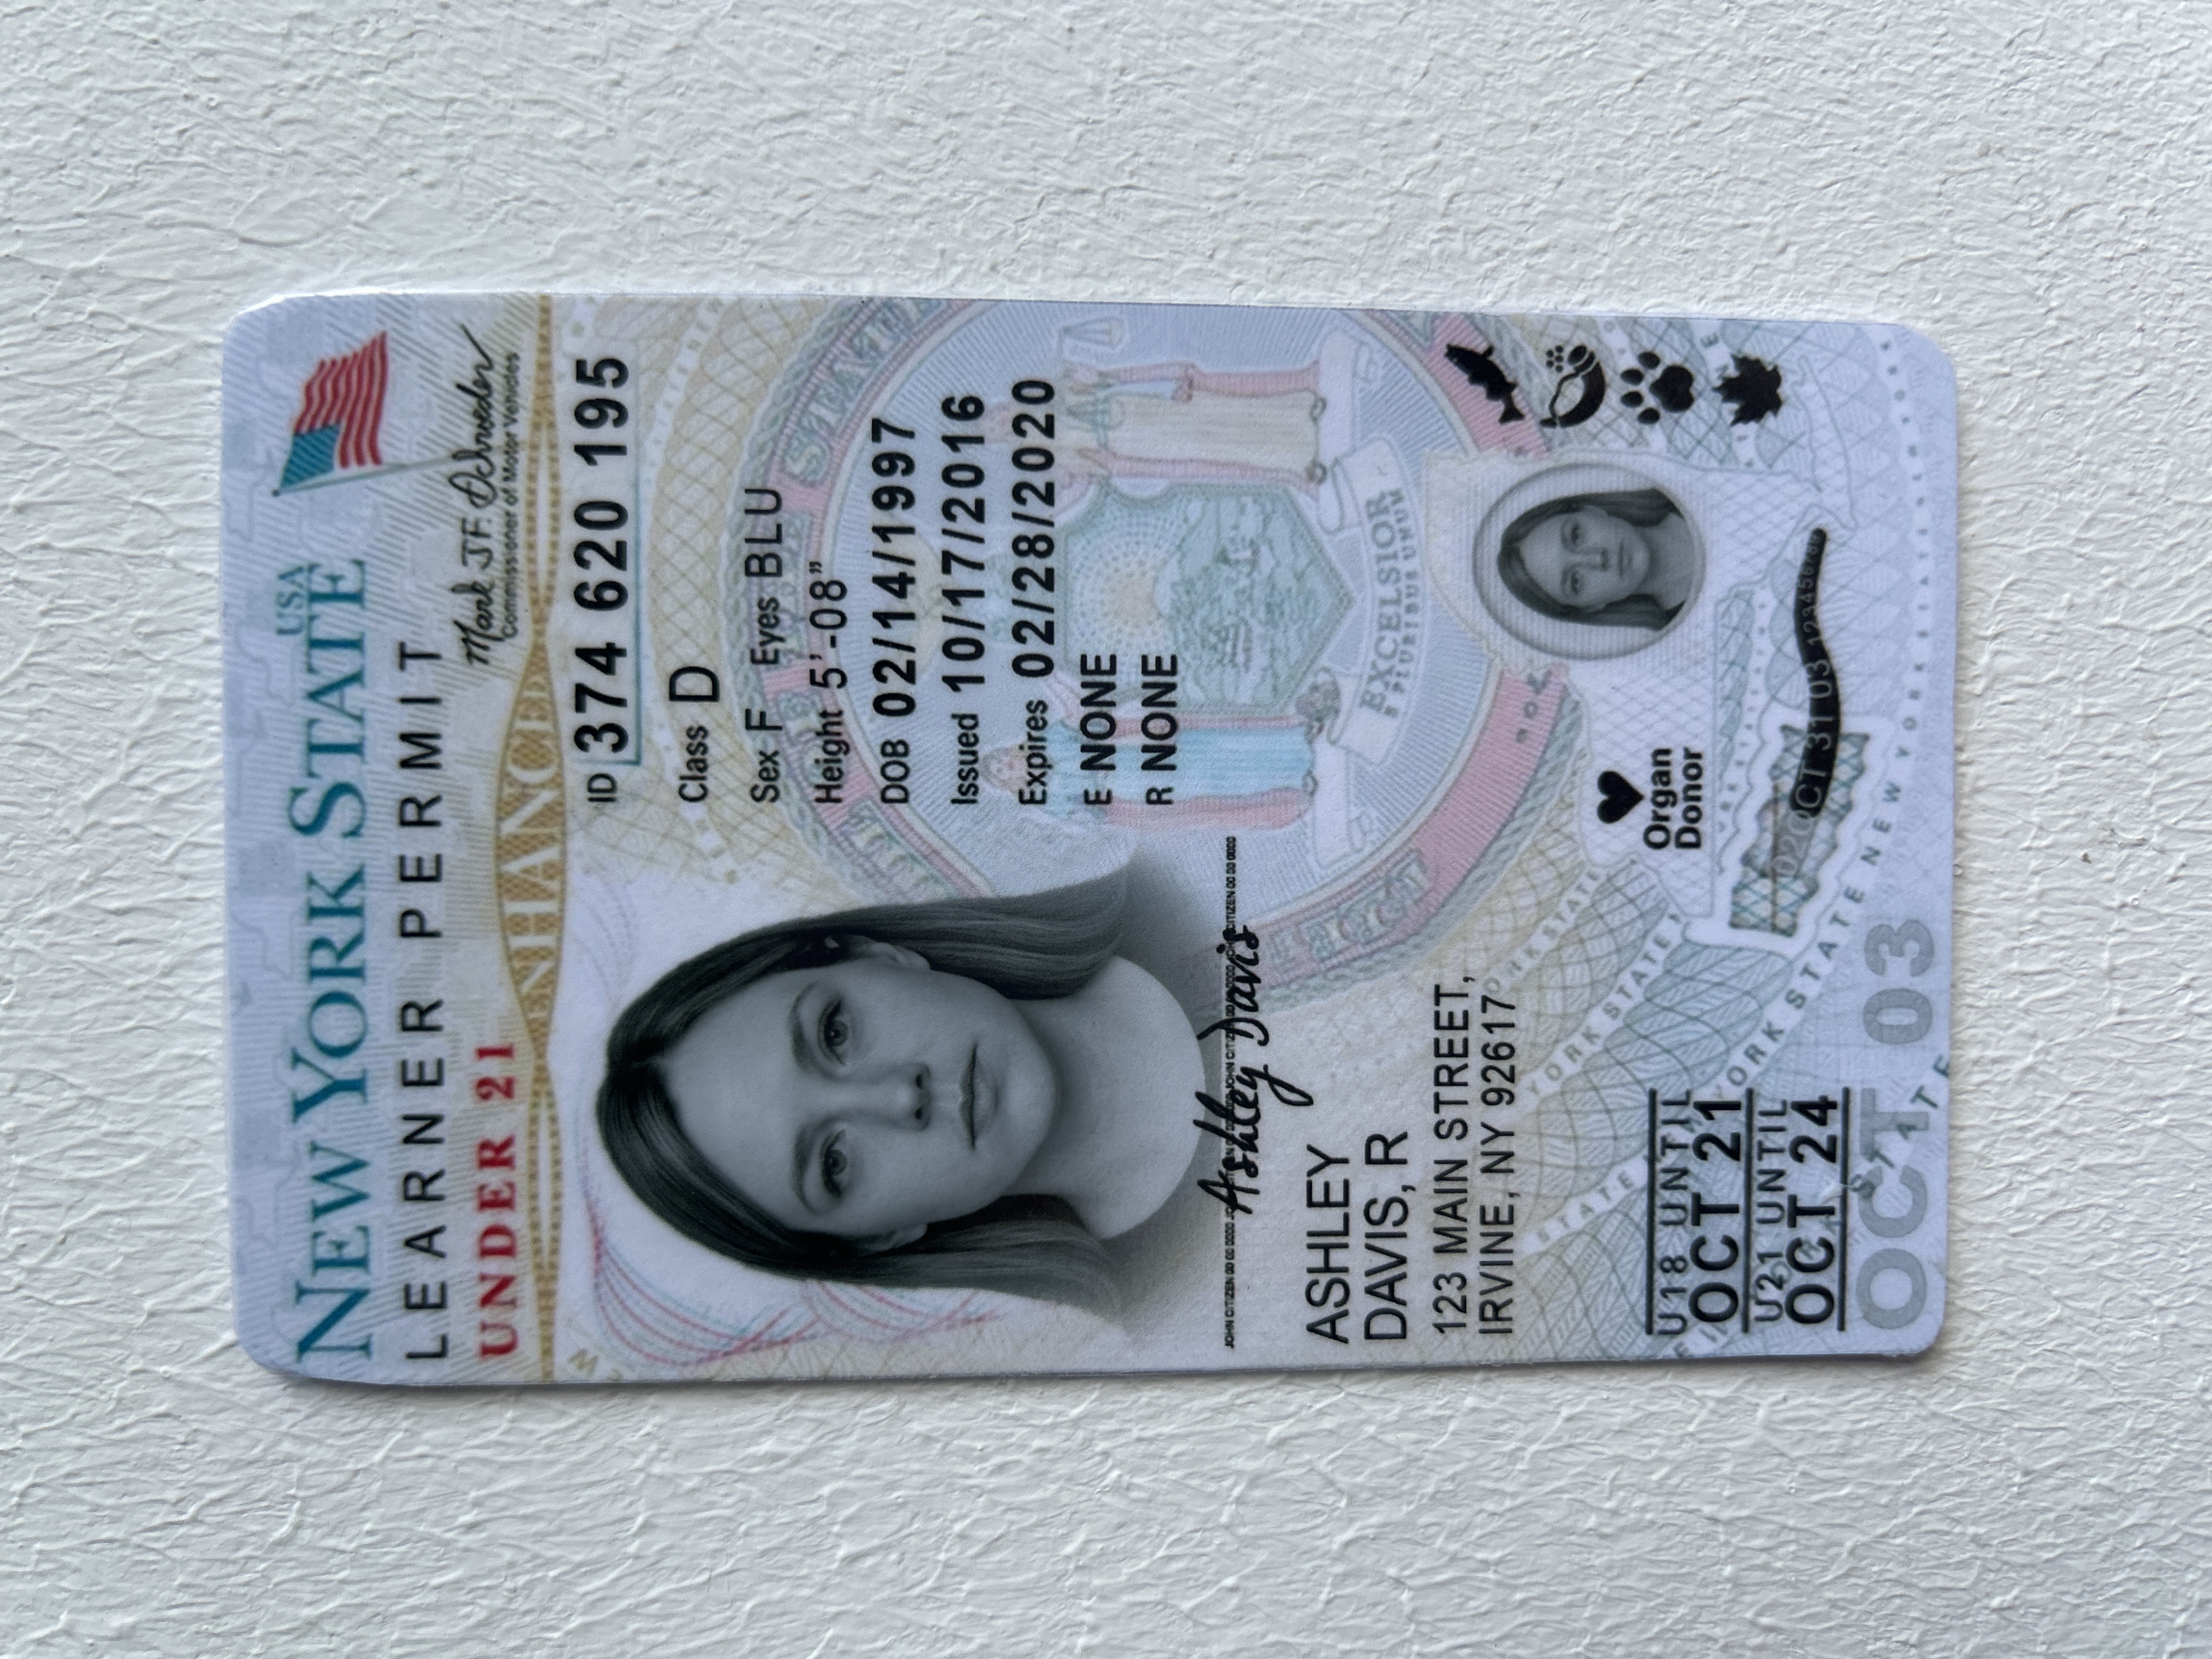 NEW YORK STATE USA
LEARNER PERMIT
UNDER 21
Mark J.F. Schroeder
Commissioner of Motor Vehicles
ENHANCED
ID 374 620 195
Class D
Sex F Eyes BLU
Height 5'-08"
DOB 02/14/1997
Issued 10/17/2016
Expires 02/28/2020
E NONE
R NONE
JOHN CITIZEN 00 00 0000 JOHN CITIZEN 00 00 0000 JOHN CITIZEN 00 00 0000
Ashley Davis
ASHLEY
DAVIS, R
123 MAIN STREET,
IRVINE, NY 92617
EXCELSIOR
E PLURIBUS UNUM
Organ
Donor
U18 UNTIL
OCT 21
U21 UNTIL
OCT 24
OCT 31 03 123456789
OCT 03
STATE NEW YORK STATE NEW YORK